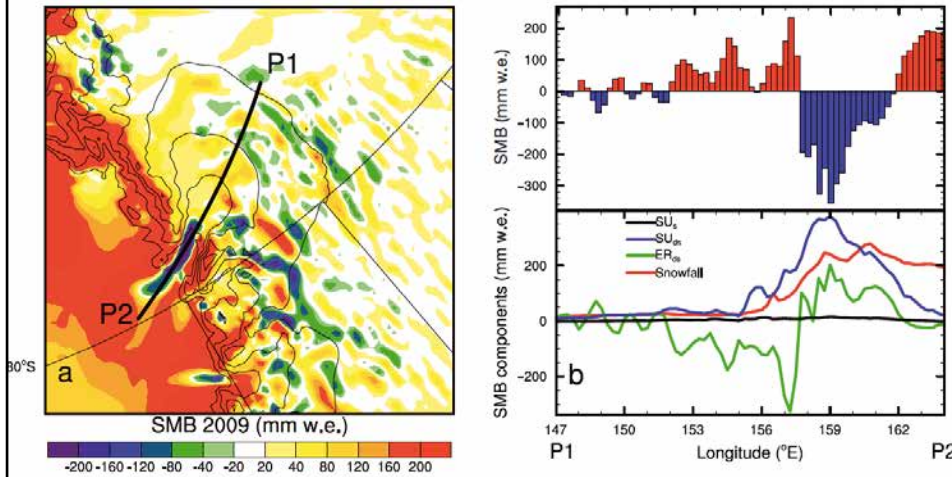 P1
P2
80°S
a
SMB 2009 (mm w.e.)
-200 -160 -120 -80 -40 -20 20 40 80 120 160 200
SMB (mm w.e.)
200
100
0
-100
-200
-300
SMB components (mm w.e.)
SUs
SUds
ERds
Snowfall
200
0
-200
b
147 150 153 156 159 162
P1 Longitude (°E) P2